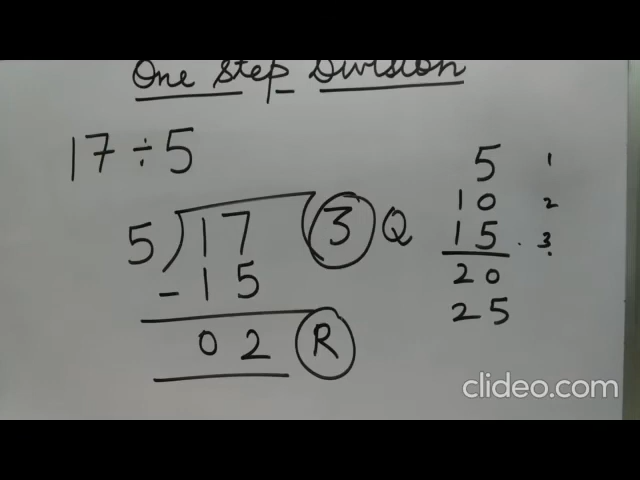 One Step Division
17 ÷ 5
5 ) 17 ( 3 Q
- 15
02 R
5 1
10 2
15 . 3
20
25
clideo.com